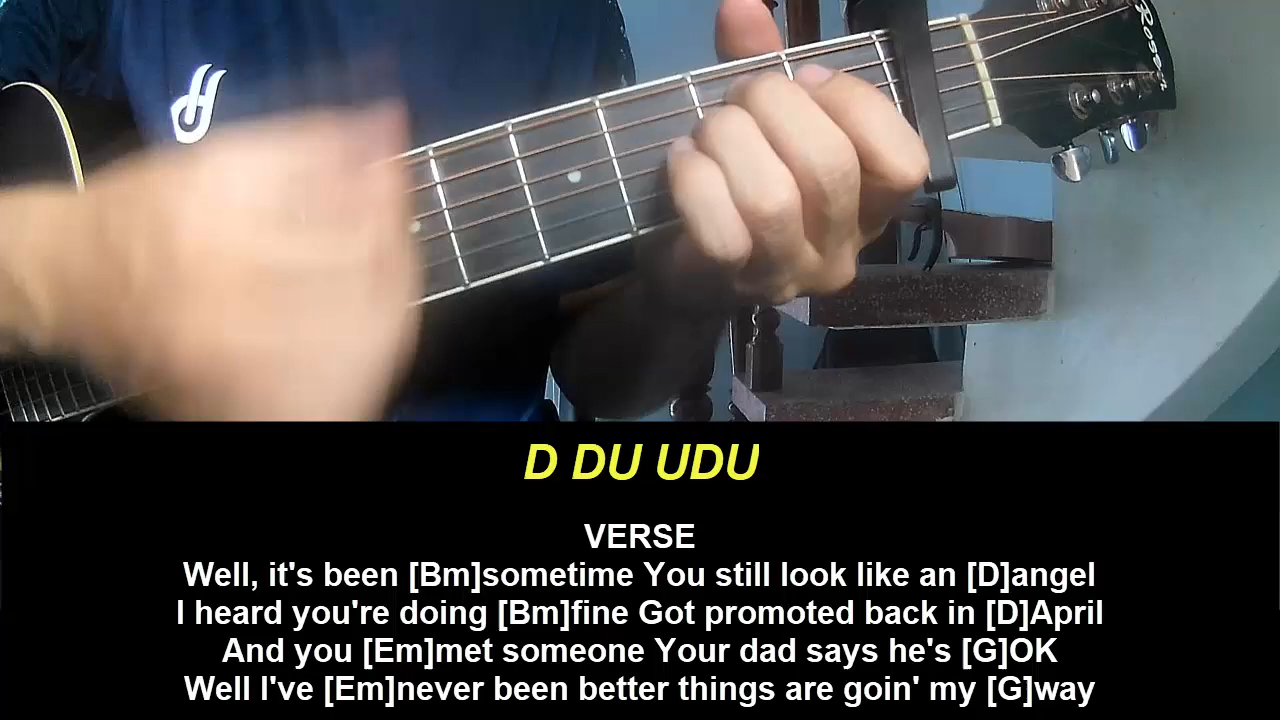 Rosen
D DU UDU
VERSE
Well, it's been [Bm]sometime You still look like an [D]angel
I heard you're doing [Bm]fine Got promoted back in [D]April
And you [Em]met someone Your dad says he's [G]OK
Well I've [Em]never been better things are goin' my [G]way